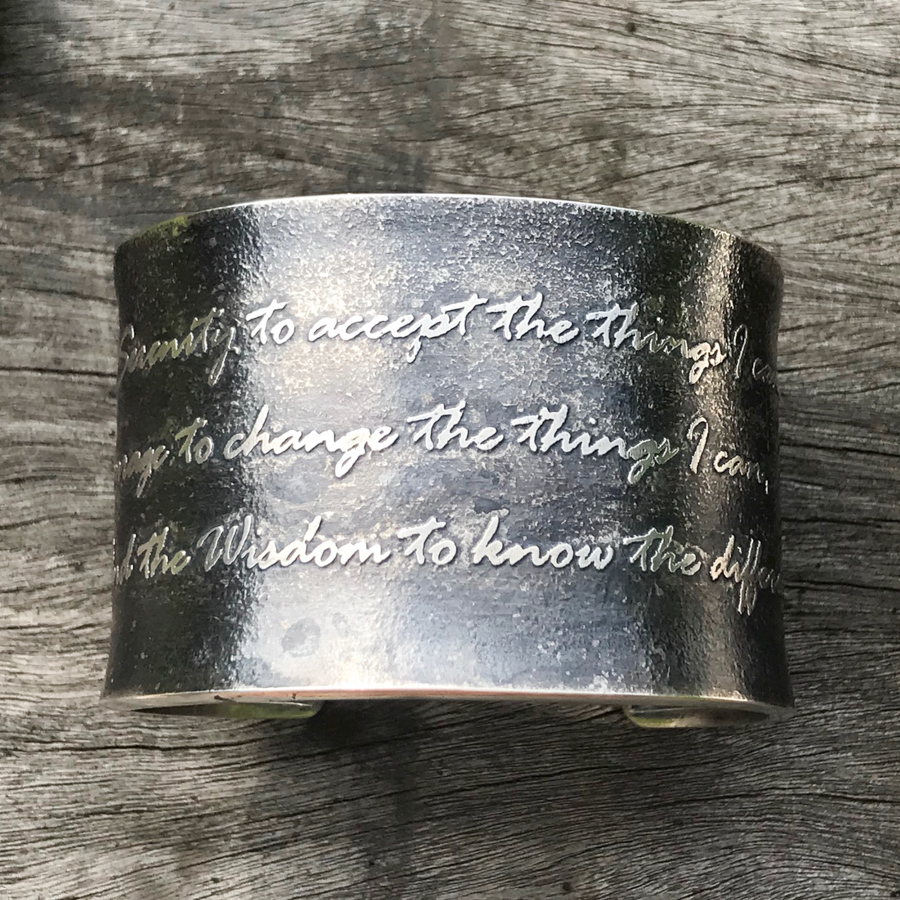 Serenity to accept the things I
to change the things I can,
the Wisdom to know the